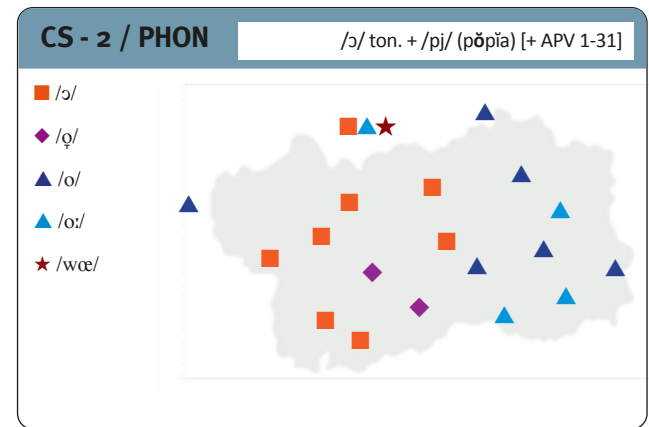 CS - 2 / PHON
/ɔ/ ton. + /pj/ (pŏpĭa) [+ APV 1-31]
/ɔ/
/o̞/
/o/
/oː/
/wœ/